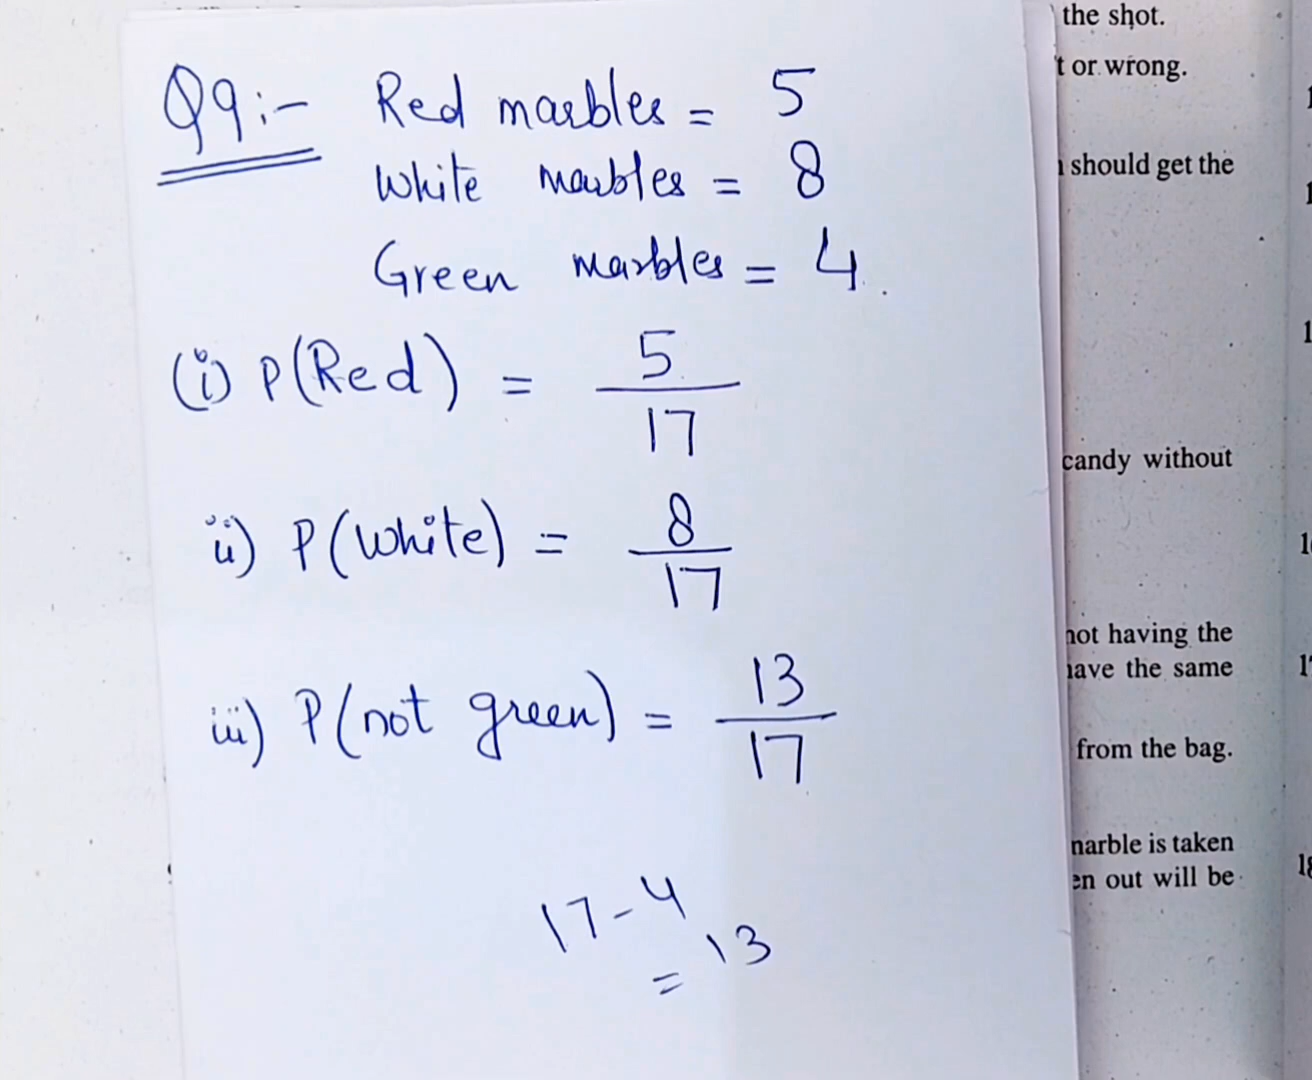 Q9:- Red marbles = 5
White marbles = 8
Green marbles = 4.
(i) P(Red) = 5/17
ii) P(White) = 8/17
iii) P(not green) = 13/17
17-4
= 13
the shot.
t or wrong.
should get the
candy without
not having the
have the same
from the bag.
marble is taken
en out will be